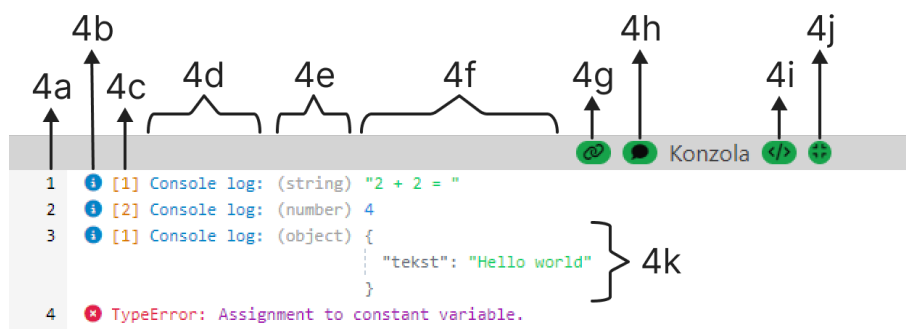 4b 4h 4j
4a 4c 4d 4e 4f 4g 4i
Konzola </>
1 i [1] Console log: (string) "2 + 2 = "
2 i [2] Console log: (number) 4
3 i [1] Console log: (object) {
"tekst": "Hello world"
4k
}
4 TypeError: Assignment to constant variable.